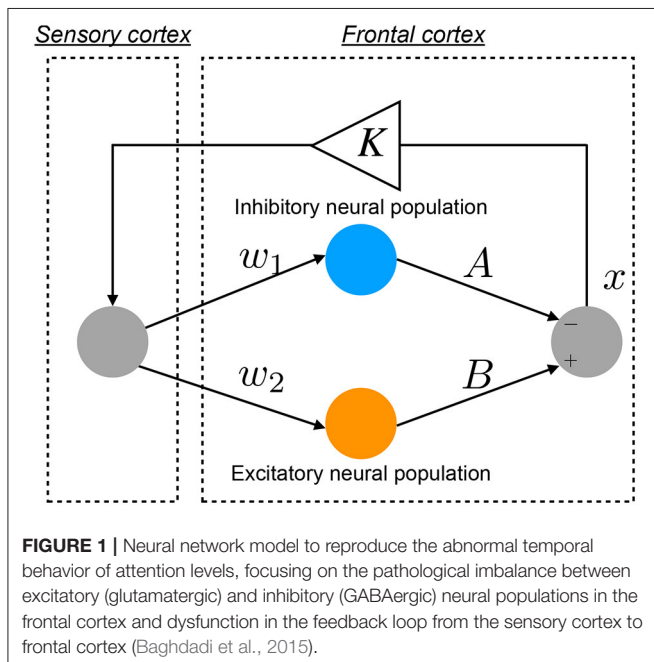 Sensory cortex
Frontal cortex
K
Inhibitory neural population
w₁
A
x
−
+
w₂
B
Excitatory neural population
FIGURE 1 | Neural network model to reproduce the abnormal temporal
behavior of attention levels, focusing on the pathological imbalance between
excitatory (glutamatergic) and inhibitory (GABAergic) neural populations in the
frontal cortex and dysfunction in the feedback loop from the sensory cortex to
frontal cortex (Baghdadi et al., 2015).